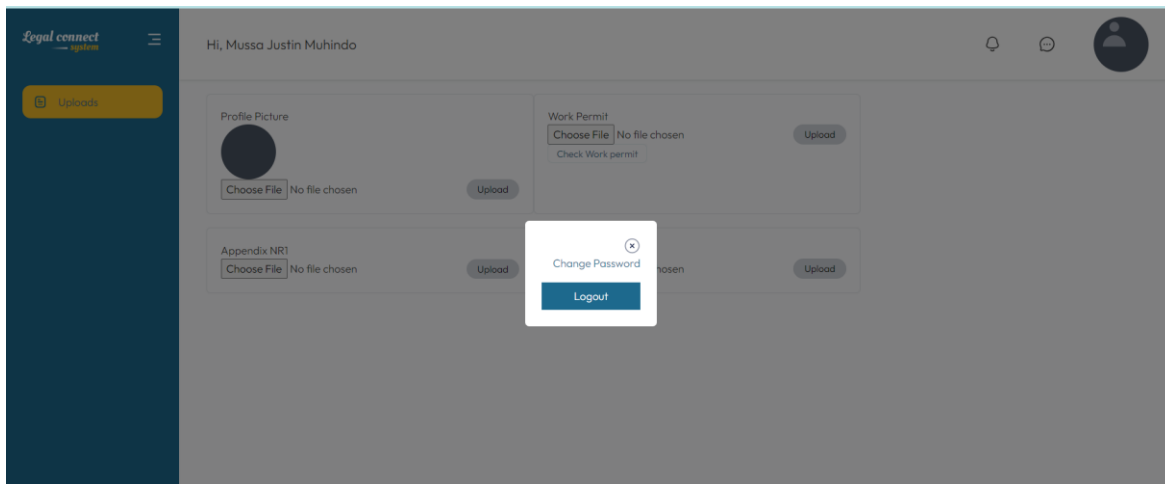 Legal connect
system
Hi, Mussa Justin Muhindo
Uploads
Profile Picture
Choose File No file chosen
Upload
Work Permit
Choose File No file chosen
Upload
Check Work permit
Appendix NR1
Choose File No file chosen
Upload
hosen
Upload
Change Password
Logout